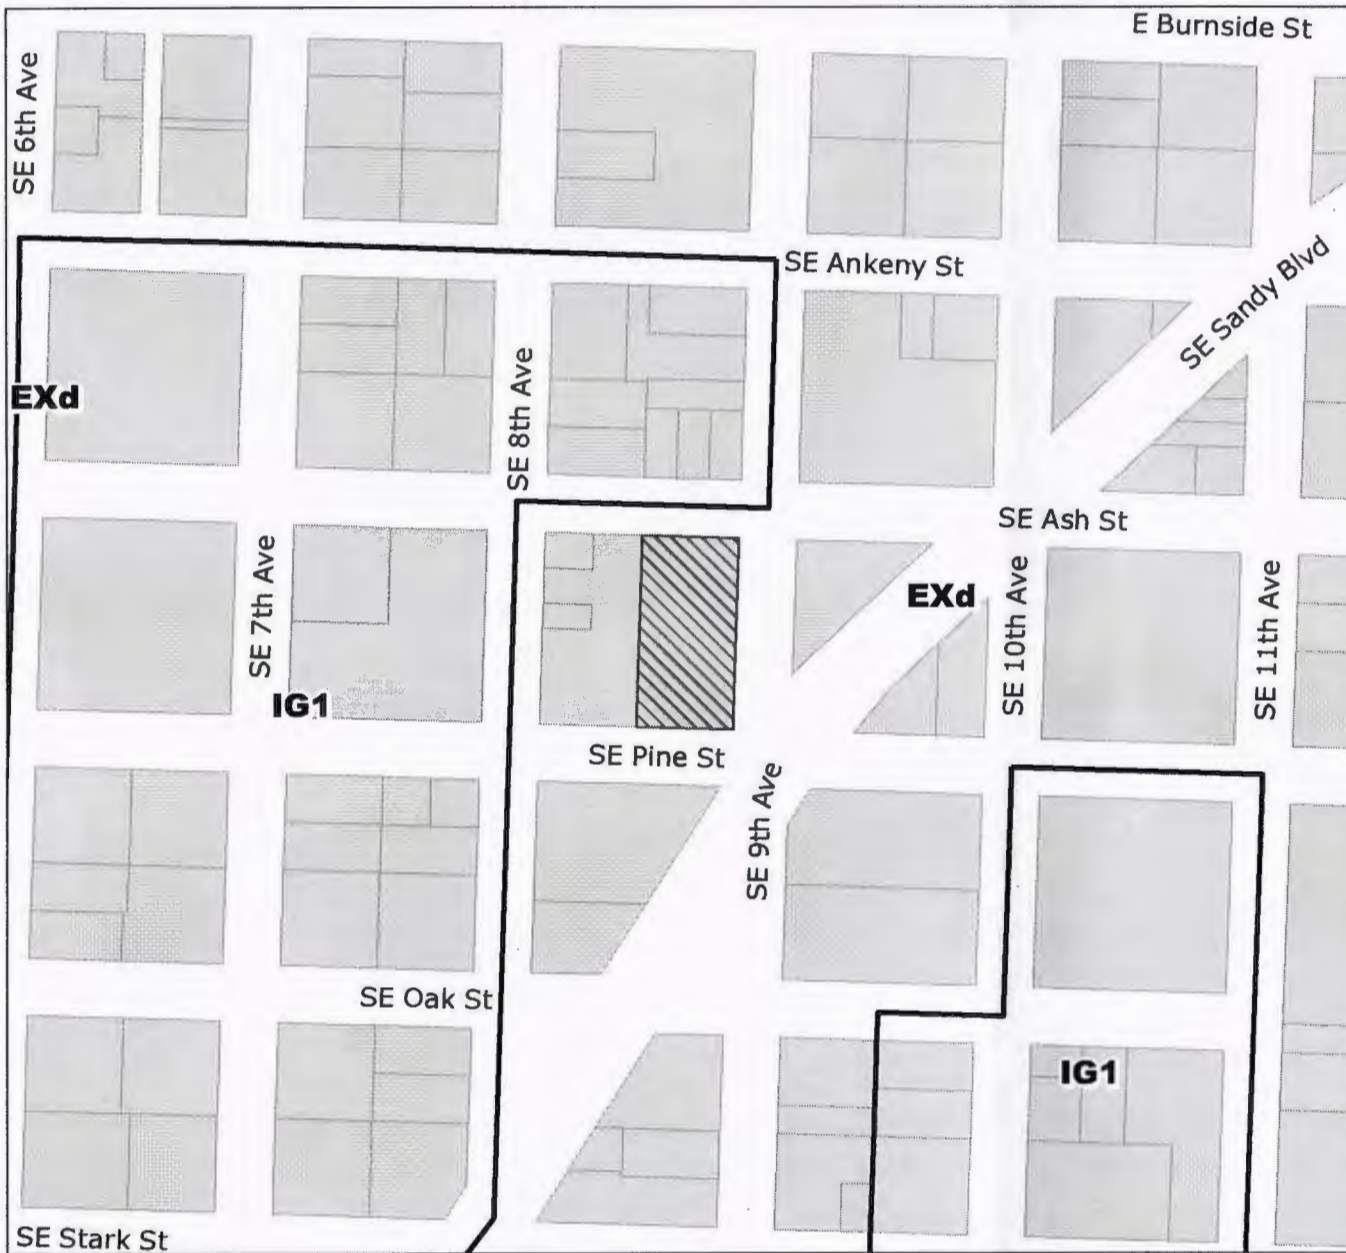 E Burnside St
SE 6th Ave
SE Ankeny St
SE Sandy Blvd
EXd
SE 8th Ave
SE Ash St
SE 7th Ave
EXd
SE 10th Ave
SE 11th Ave
IG1
SE Pine St
SE 9th Ave
SE Oak St
IG1
SE Stark St